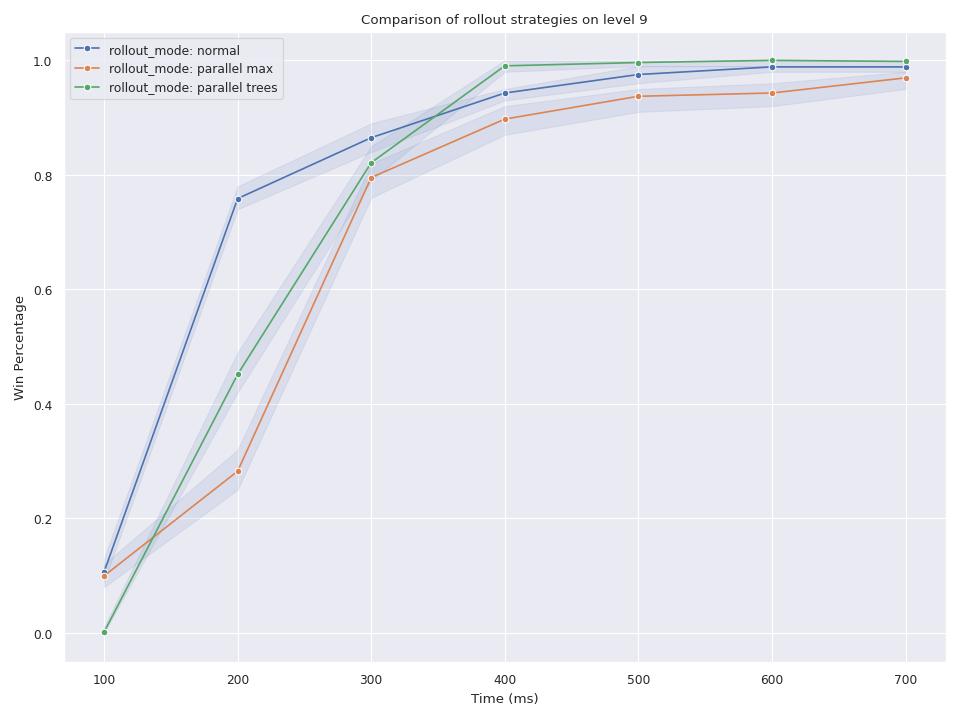 Comparison of rollout strategies on level 9
rollout_mode: normal
rollout_mode: parallel max
rollout_mode: parallel trees
1.0
0.8
0.6
0.4
0.2
0.0
Win Percentage
100 200 300 400 500 600 700
Time (ms)